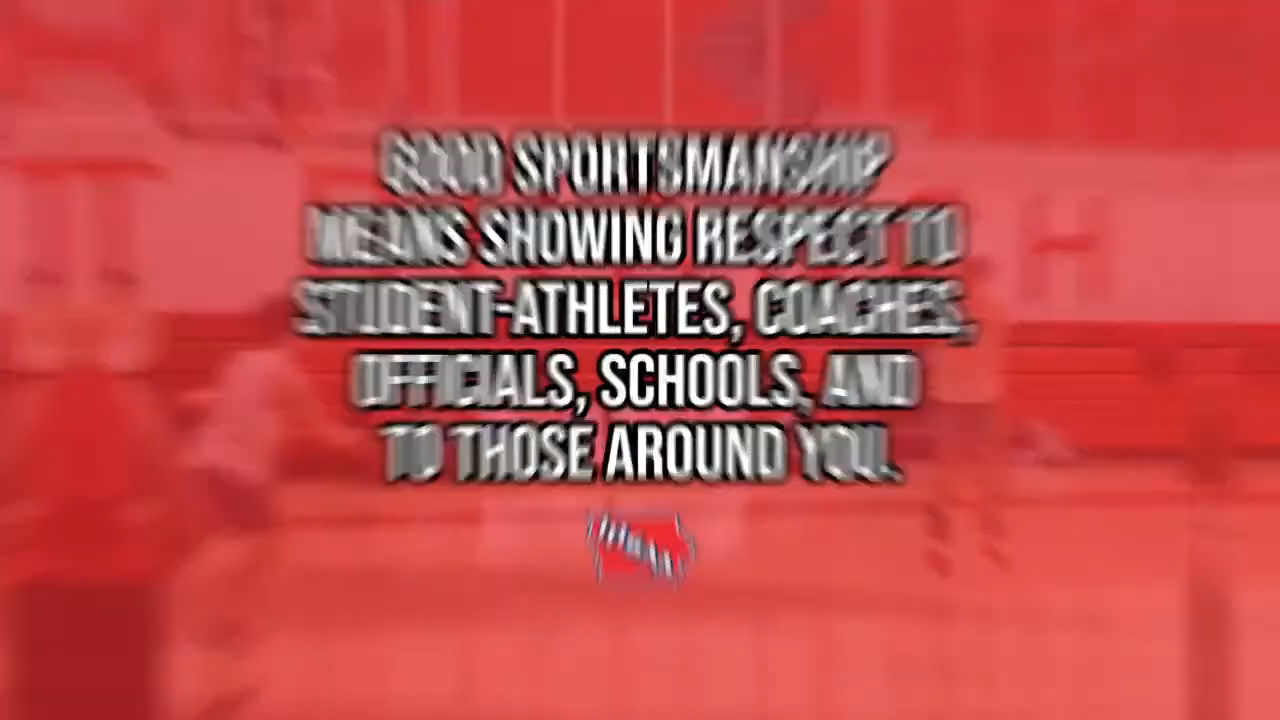 GOOD SPORTSMANSHIP
MEANS SHOWING RESPECT TO
STUDENT-ATHLETES, COACHES,
OFFICIALS, SCHOOLS, AND
TO THOSE AROUND YOU.
H